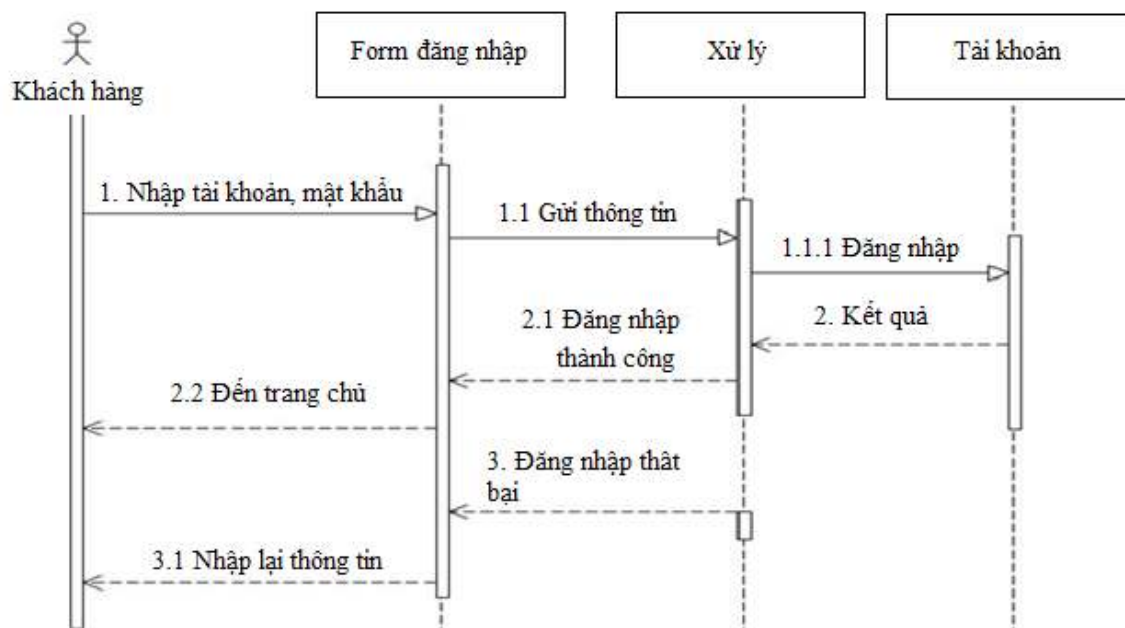 Khách hàng
Form đăng nhập
Xử lý
Tài khoản
1. Nhập tài khoản, mật khẩu
1.1 Gửi thông tin
1.1.1 Đăng nhập
2. Kết quả
2.1 Đăng nhập
thành công
2.2 Đến trang chủ
3. Đăng nhập thât
bại
3.1 Nhập lại thông tin